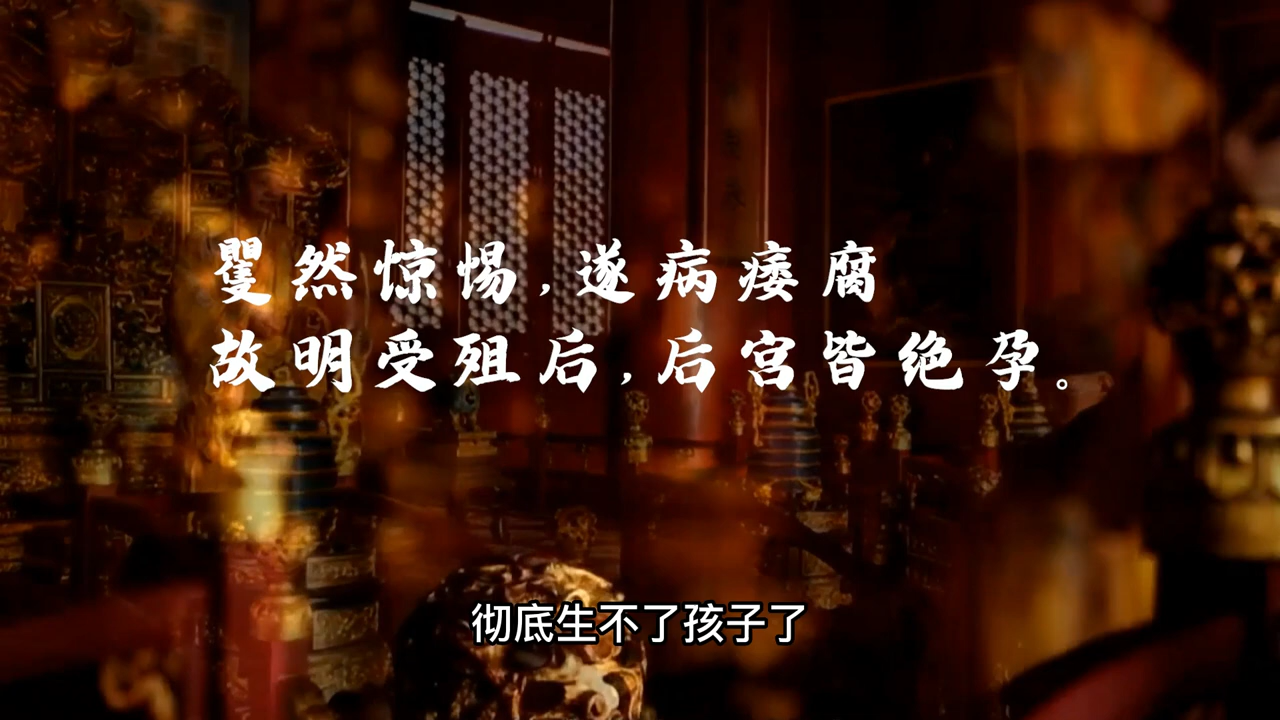 瞿然惊惕,遂病痿腐
故明受殂后,后宫皆绝孕。
彻底生不了孩子了